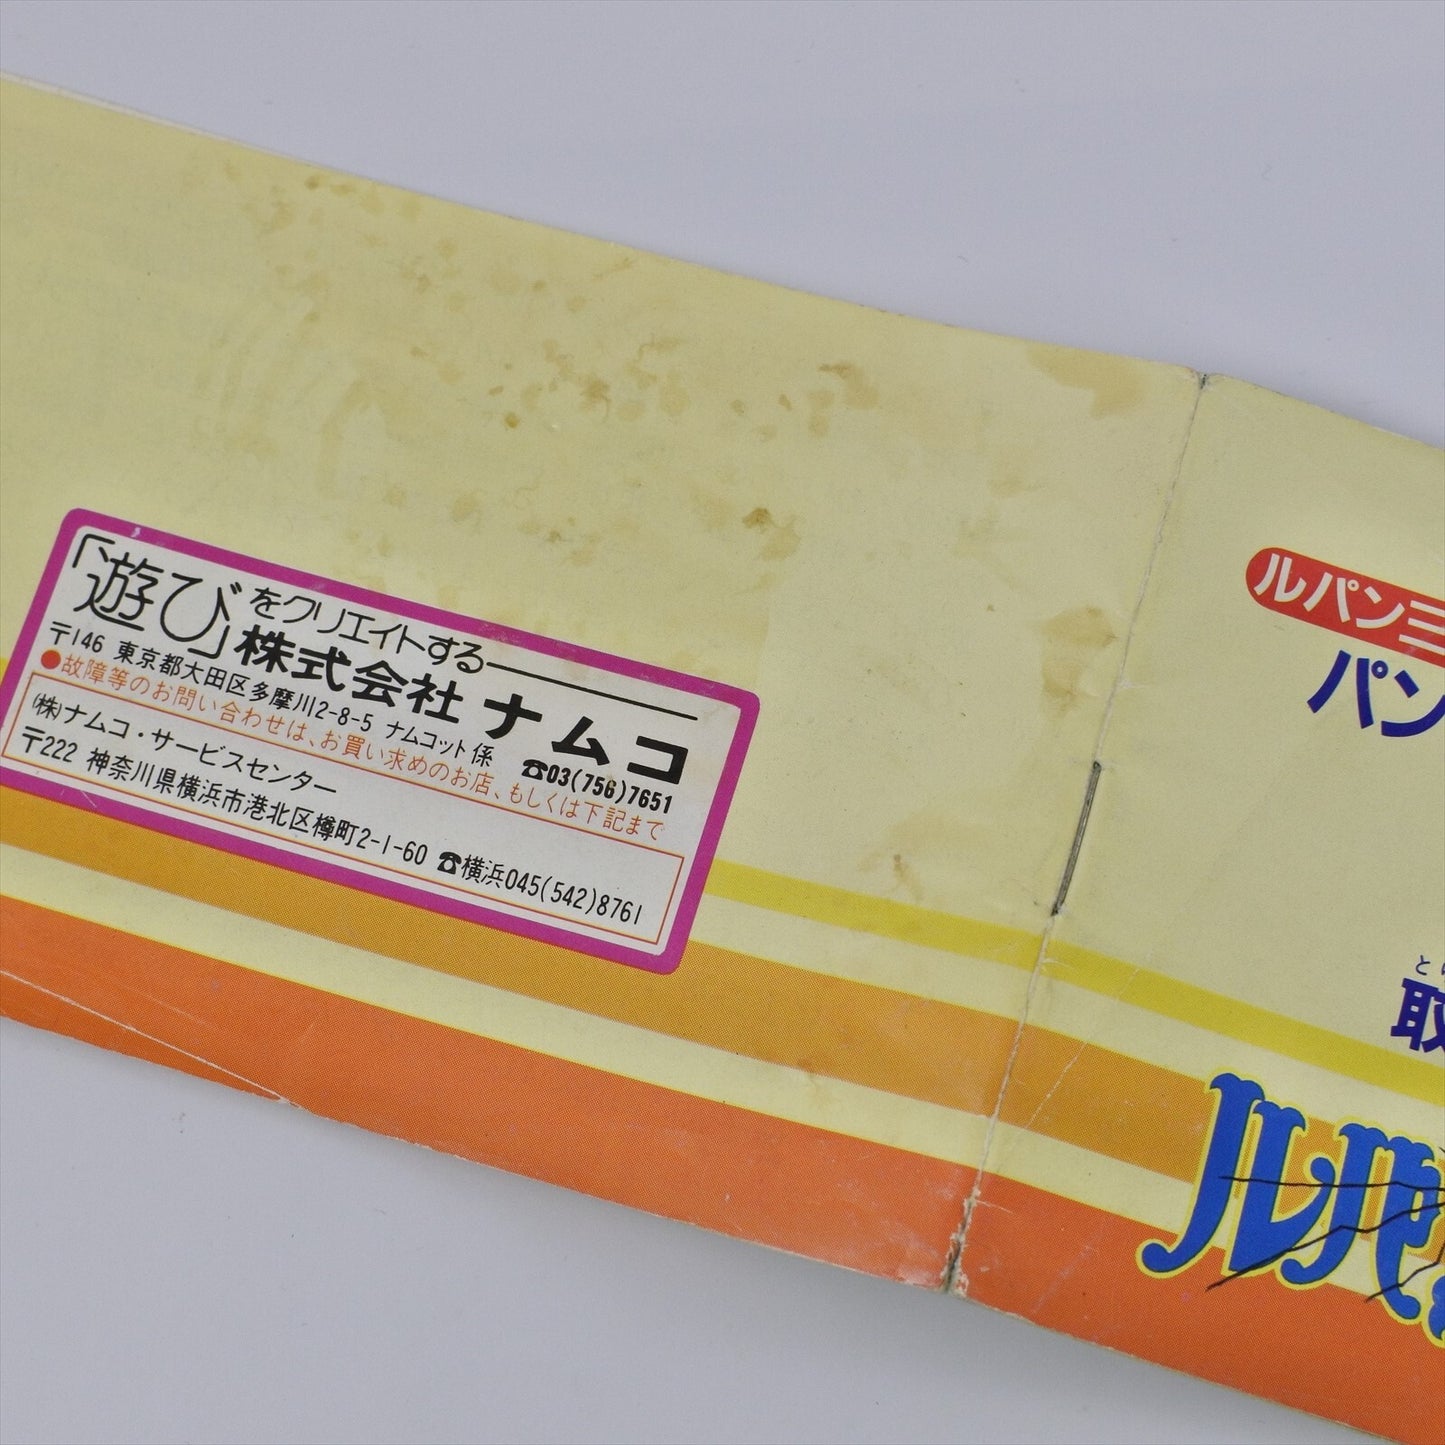 「遊び」をクリエイトする
株式会社 ナムコ
〒146 東京都大田区多摩川2-8-5 ナムコット係 ☎03(756)7651
●故障等のお問い合わせは、お買い求めのお店、もしくは下記まで
(株)ナムコ・サービスセンター
〒222 神奈川県横浜市港北区樽町2-1-60 ☎横浜045(542)8761
ルパン三
パン
と
取
ルパン